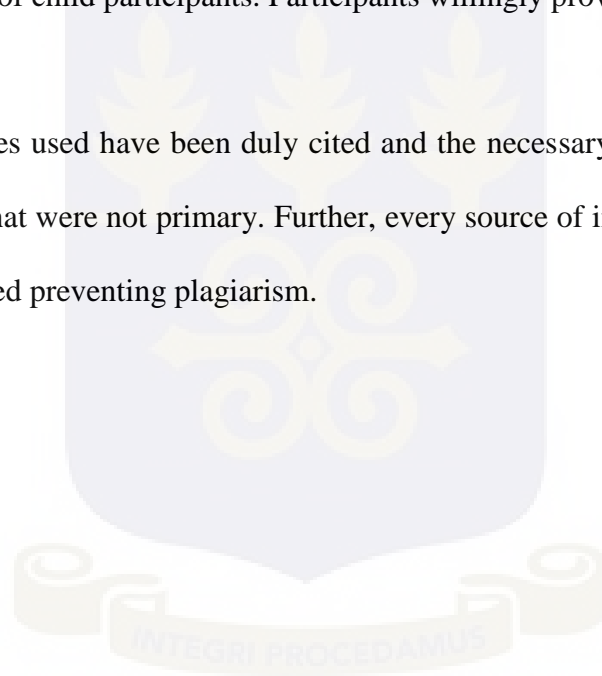 of child participants. Participants willingly prov
es used have been duly cited and the necessary
hat were not primary. Further, every source of i
ed preventing plagiarism.
INTEGRI PROCEDAMUS